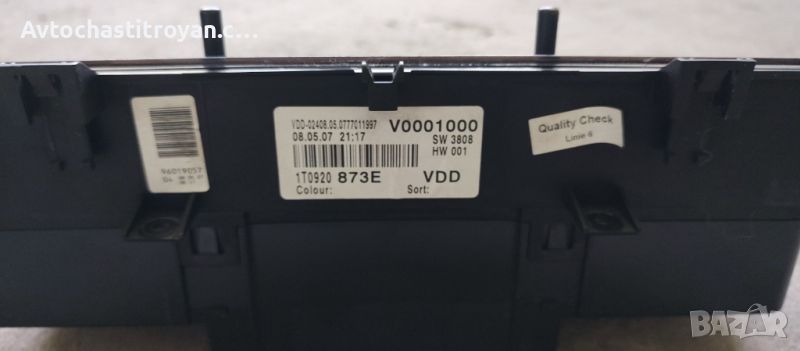 Avtochastitroyan.c...
VDD-02408.05.0777011997 V0001000
08.05.07 21:17 SW 3808
HW 001
1T0920 873E VDD
Colour: Sort:
Quality Check
Linie 6
96019057
BAZAR